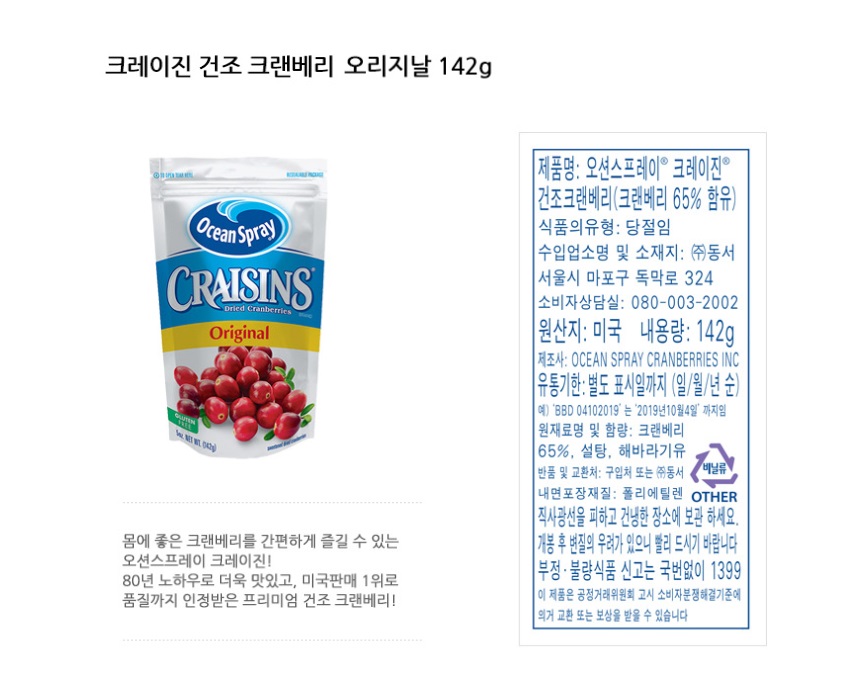 크레이진 건조 크랜베리 오리지날 142g
TO OPEN TEAR HERE
RESEALABLE PACKAGE
Ocean Spray
CRAISINS®
Dried Cranberries
Original
GLUTEN
FREE
5oz. NET WT. (142g)
sweetened dried cranberries
몸에 좋은 크랜베리를 간편하게 즐길 수 있는
오션스프레이 크레이진!
80년 노하우로 더욱 맛있고, 미국판매 1위로
품질까지 인정받은 프리미엄 건조 크랜베리!
제품명: 오션스프레이® 크레이진®
건조크랜베리(크랜베리 65% 함유)
식품의유형: 당절임
수입업소명 및 소재지: ㈜동서
서울시 마포구 독막로 324
소비자상담실: 080-003-2002
원산지: 미국 내용량: 142g
제조사: OCEAN SPRAY CRANBERRIES INC
유통기한: 별도 표시일까지 (일/월/년 순)
예) 'BBD 04102019' 는 '2019년10월4일' 까지임
원재료명 및 함량: 크랜베리
65%, 설탕, 해바라기유
반품 및 교환처: 구입처 또는 ㈜동서
내면포장재질: 폴리에틸렌
비닐류
OTHER
직사광선을 피하고 건냉한 장소에 보관 하세요.
개봉 후 변질의 우려가 있으니 빨리 드시기 바랍니다
부정·불량식품 신고는 국번없이 1399
이 제품은 공정거래위원회 고시 소비자분쟁해결기준에
의거 교환 또는 보상을 받을 수 있습니다